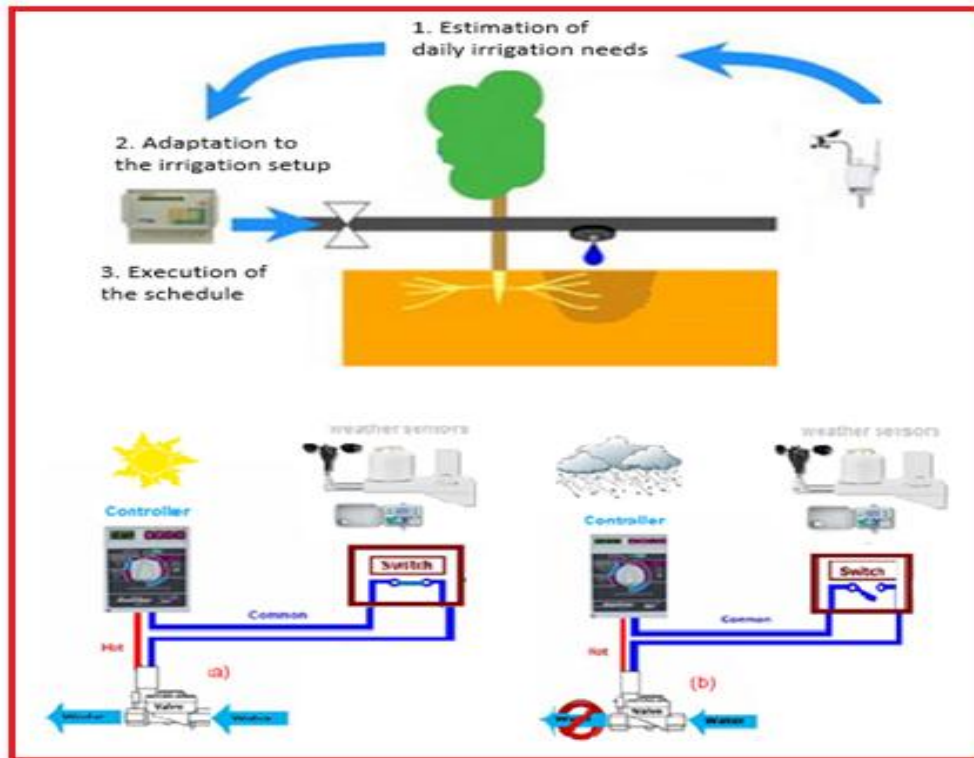 1. Estimation of
daily irrigation needs
2. Adaptation to
the irrigation setup
3. Execution of
the schedule
weather sensors
weather sensors
Controller
Controller
Switch
Switch
Common
Common
Hot
Hot
a)
(b)
Valve
Water
Valve
Water